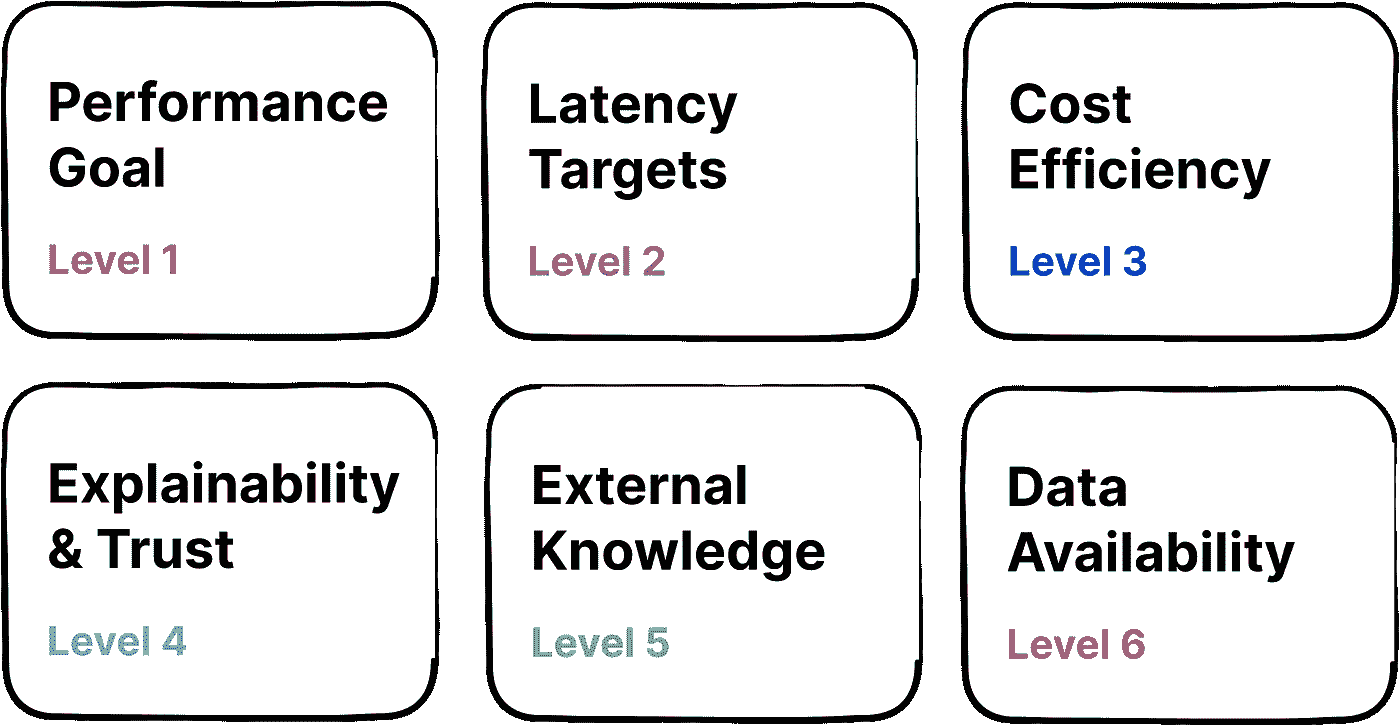 Performance
Goal
Level 1
Latency
Targets
Level 2
Cost
Efficiency
Level 3
Explainability
& Trust
Level 4
External
Knowledge
Level 5
Data
Availability
Level 6